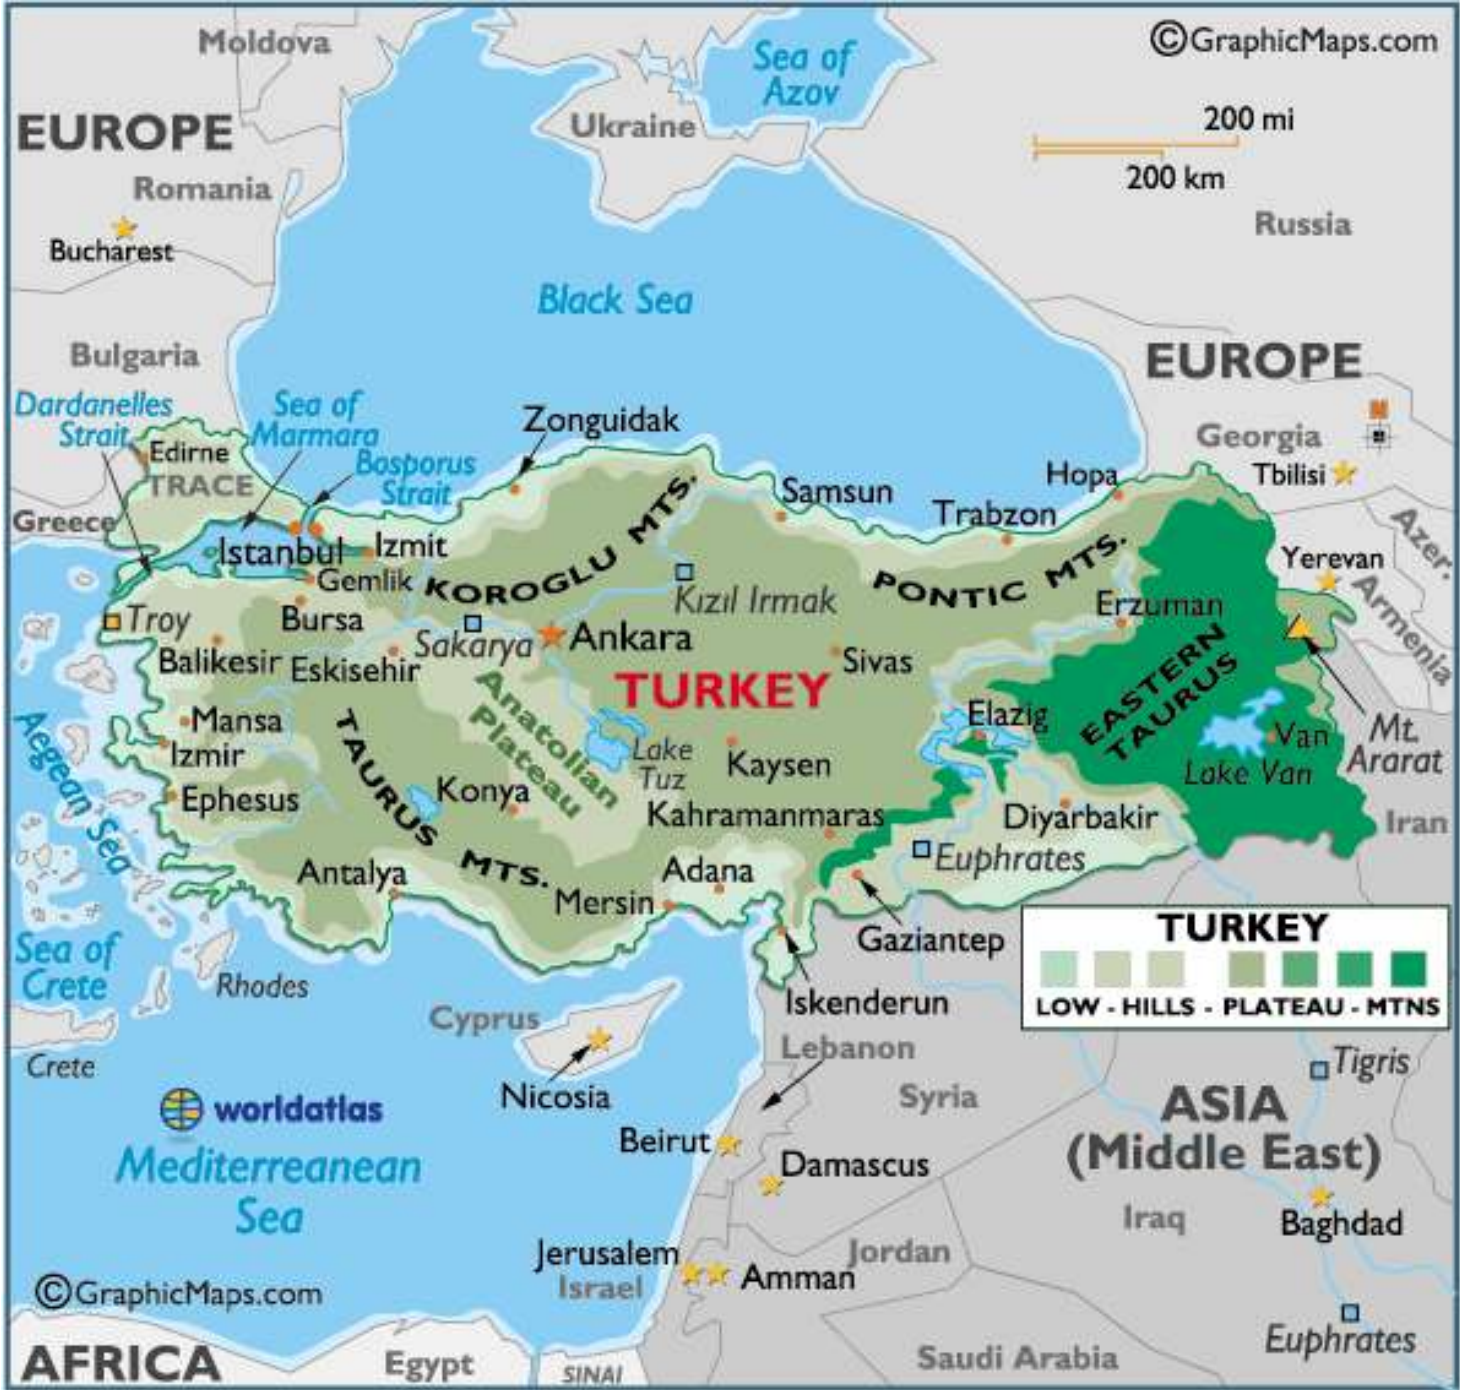 Moldova
©GraphicMaps.com
Sea of
Azov
EUROPE
Ukraine
200 mi
200 km
Romania
Russia
Bucharest
Black Sea
Bulgaria
EUROPE
Dardanelles
Strait
Sea of
Marmara
Zonguidak
Georgia
Tbilisi
Edirne
TRACE
Bosporus
Strait
Hopa
Samsun
Trabzon
Azer.
Greece
Istanbul
Izmit
Yerevan
Gemlik
KOROGLU MTS.
PONTIC MTS.
Armenia
Kızıl Irmak
Erzuman
Troy
Bursa
Sakarya
Ankara
Balikesir
Eskisehir
Sivas
TURKEY
EASTERN
TAURUS
Anatolian
Plateau
Elazig
Mansa
Izmir
Aegean Sea
TAURUS MTS.
Lake
Tuz
Kaysen
Van
Lake Van
Mt.
Ararat
Konya
Ephesus
Kahramanmaras
Diyarbakir
Iran
Euphrates
Antalya
Adana
Mersin
Gaziantep
TURKEY
LOW - HILLS - PLATEAU - MTNS
Sea of
Crete
Rhodes
Iskenderun
Cyprus
Crete
Nicosia
Lebanon
Tigris
Syria
ASIA
(Middle East)
worldatlas
Beirut
Mediterreanean
Sea
Damascus
Iraq
Baghdad
Jerusalem
Israel
Jordan
Amman
©GraphicMaps.com
Euphrates
AFRICA
Egypt
SINAI
Saudi Arabia